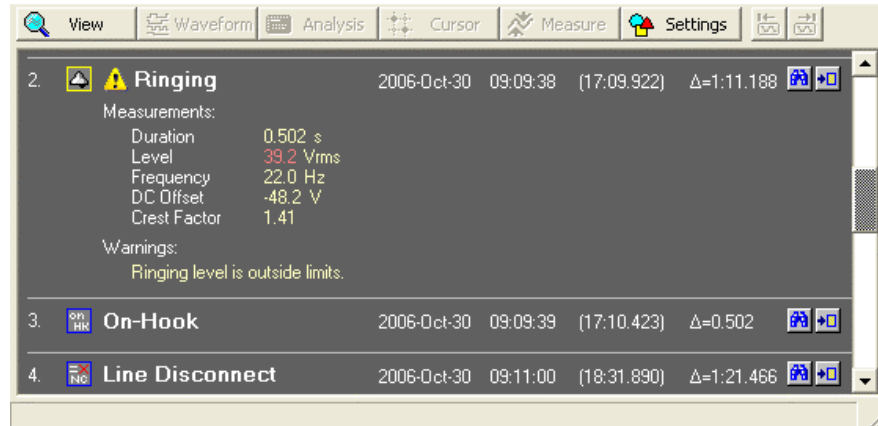 View Waveform Analysis Cursor Measure Settings
2. Ringing 2006-Oct-30 09:09:38 (17:09.922) Δ=1:11.188
Measurements:
Duration 0.502 s
Level 39.2 Vrms
Frequency 22.0 Hz
DC Offset -48.2 V
Crest Factor 1.41
Warnings:
Ringing level is outside limits.
3. on HK On-Hook 2006-Oct-30 09:09:39 (17:10.423) Δ=0.502
4. NC Line Disconnect 2006-Oct-30 09:11:00 (18:31.890) Δ=1:21.466